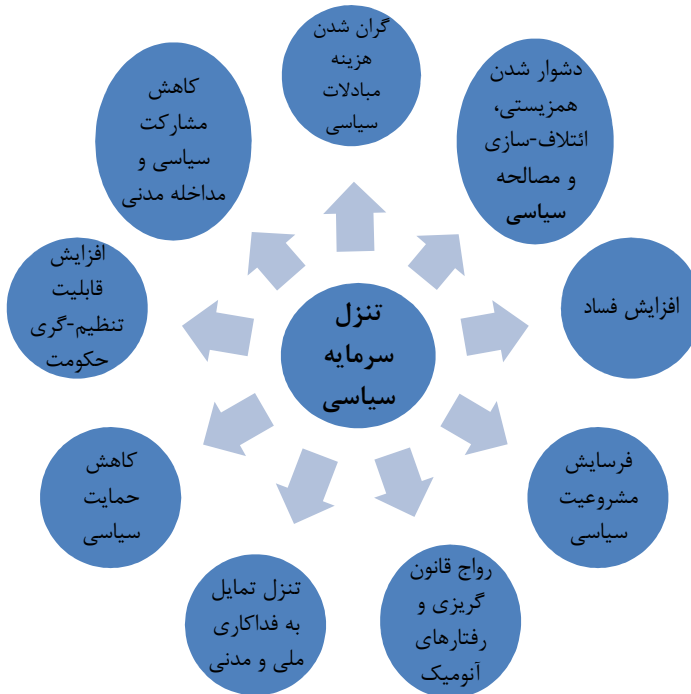 گران شدن
هزینه
مبادلات
سیاسی
دشوار شدن
همزیستی،
ائتلاف-سازی
و مصالحه
سیاسی
افزایش فساد
فرسایش
مشروعیت
سیاسی
رواج قانون
گریزی و
رفتارهای
آنومیک
تنزل تمایل
به فداکاری
ملی و مدنی
کاهش
حمایت
سیاسی
افزایش
قابلیت
تنظیم-گری
حکومت
کاهش
مشارکت
سیاسی و
مداخله مدنی
تنزل
سرمایه
سیاسی